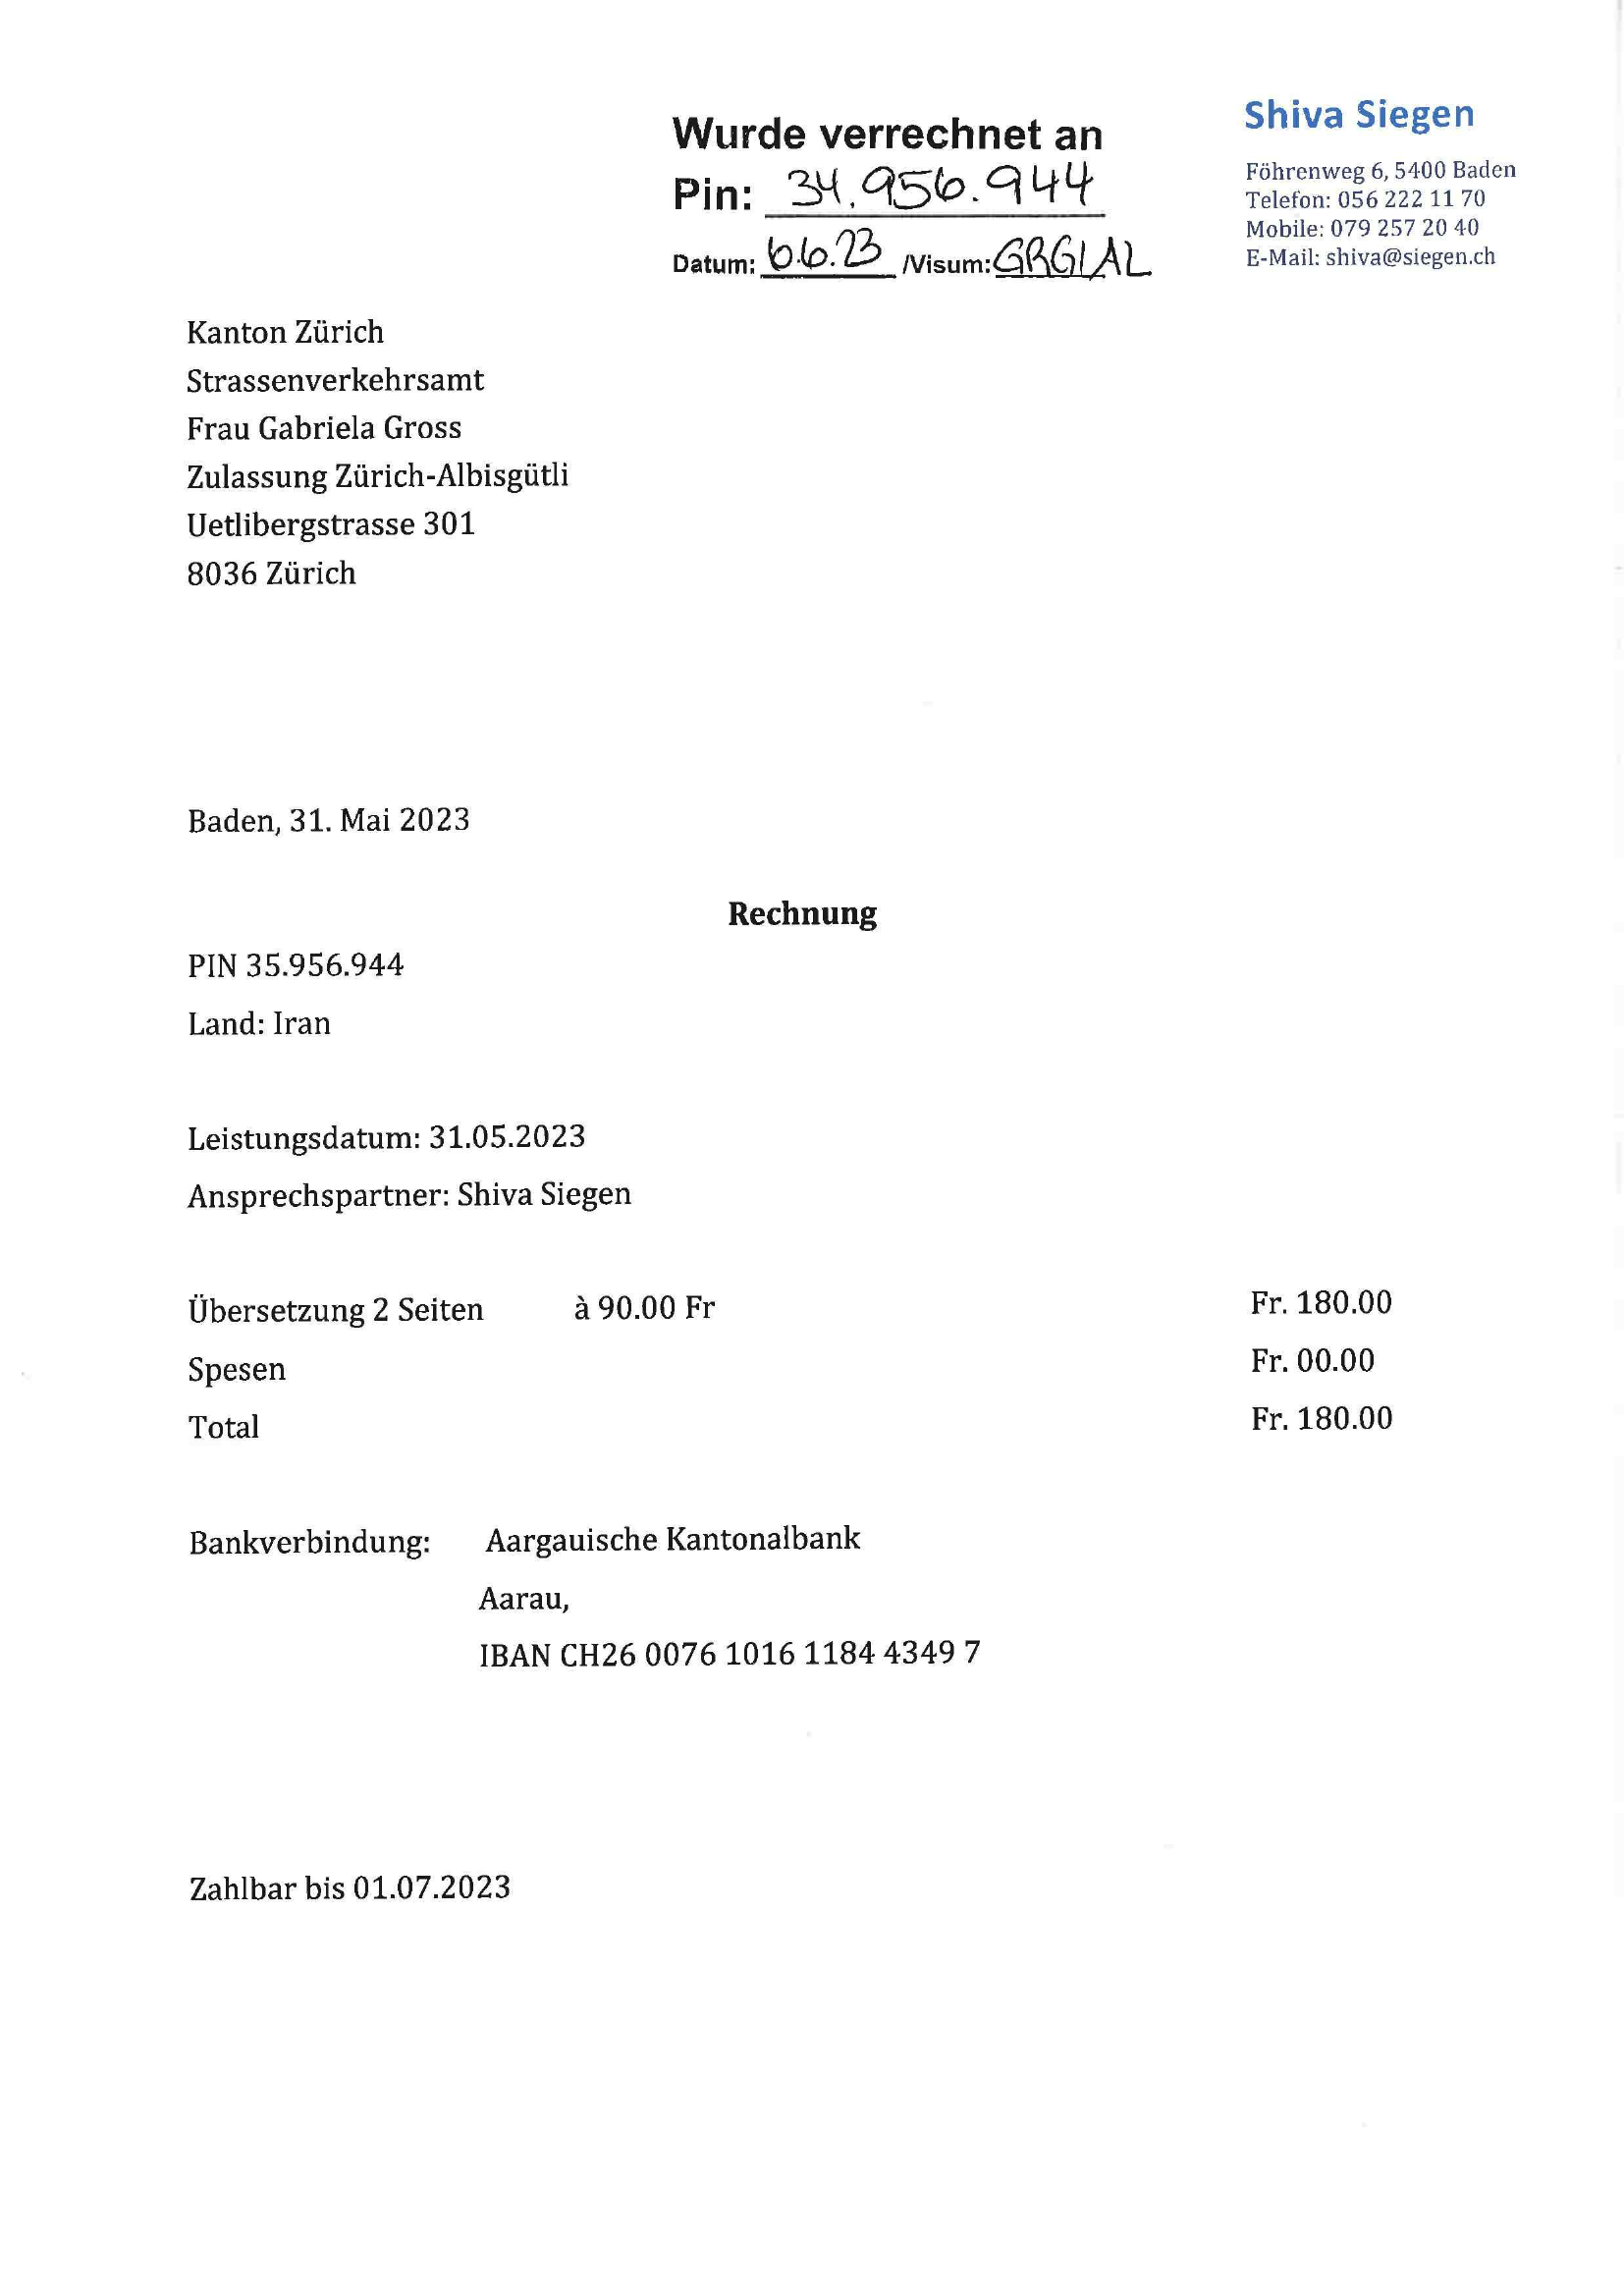 Wurde verrechnet an
Pin: 34.956.944
Datum: 6.6.23 /Visum: GRGIAL
Shiva Siegen
Föhrenweg 6, 5400 Baden
Telefon: 056 222 11 70
Mobile: 079 257 20 40
E-Mail: shiva@siegen.ch
Kanton Zürich
Strassenverkehrsamt
Frau Gabriela Gross
Zulassung Zürich-Albisgütli
Uetlibergstrasse 301
8036 Zürich
Baden, 31. Mai 2023
Rechnung
PIN 35.956.944
Land: Iran
Leistungsdatum: 31.05.2023
Ansprechspartner: Shiva Siegen
Übersetzung 2 Seiten à 90.00 Fr Fr. 180.00
Spesen Fr. 00.00
Total Fr. 180.00
Bankverbindung: Aargauische Kantonalbank
Aarau,
IBAN CH26 0076 1016 1184 4349 7
Zahlbar bis 01.07.2023